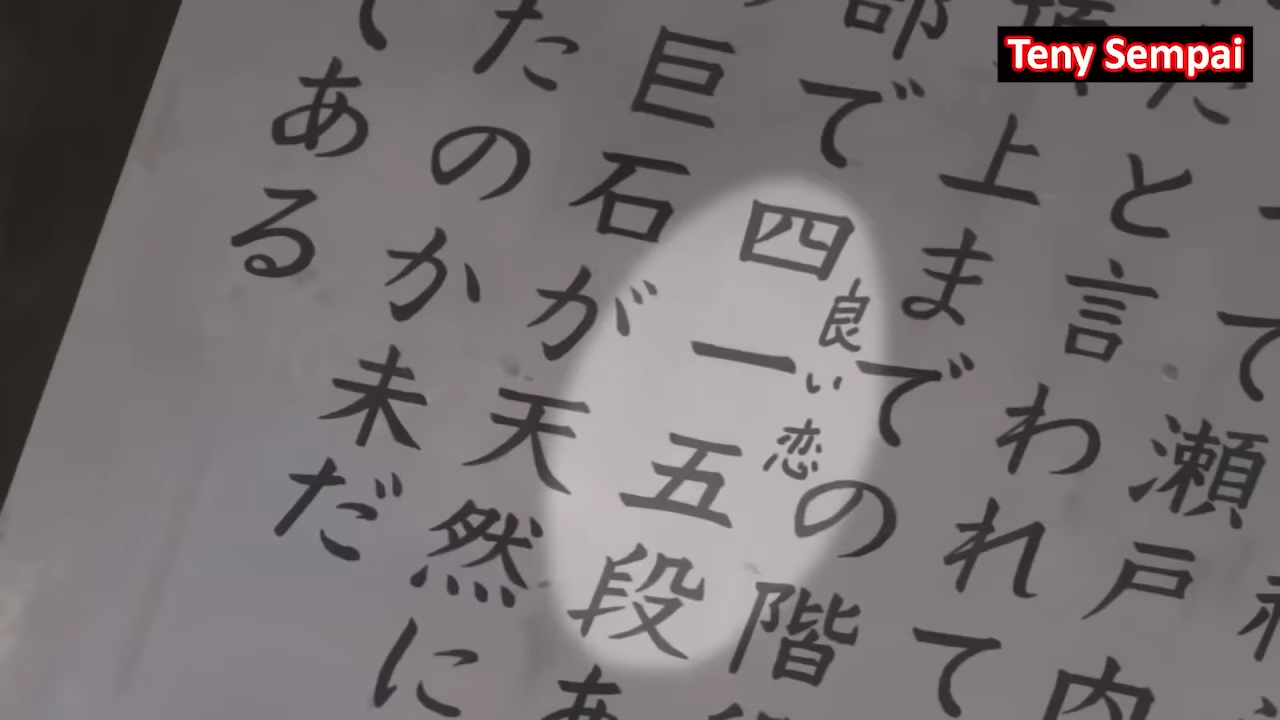 Teny Sempai
瀬戸内
だと言われて
上までの階
部で四一五段あ
良い恋
巨石が天然に
たのか未だ
てある